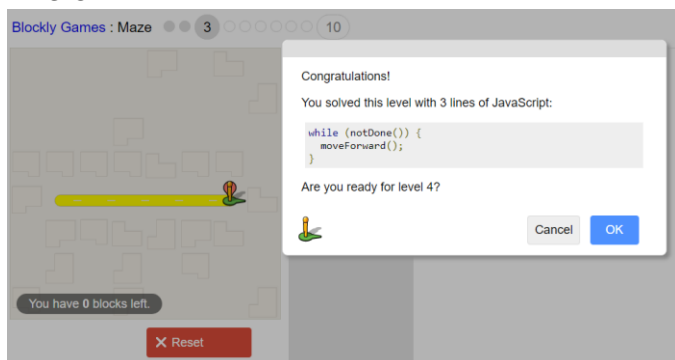 Blockly Games : Maze 3 10
Congratulations!
You solved this level with 3 lines of JavaScript:
while (notDone()) {
  moveForward();
}
Are you ready for level 4?
Cancel OK
You have 0 blocks left.
Reset